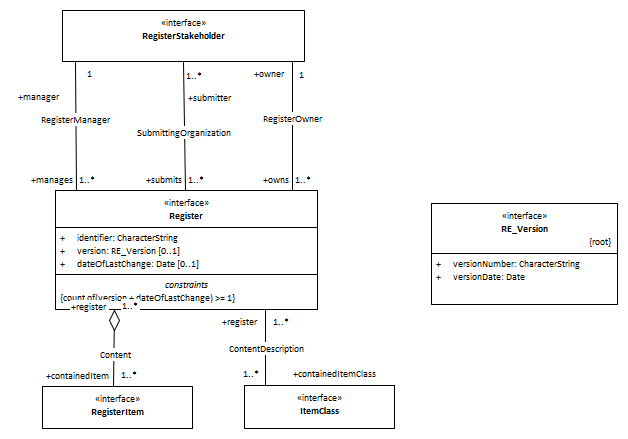 «interface»
RegisterStakeholder
1
1..*
+owner
1
+manager
+submitter
RegisterManager
RegisterOwner
SubmittingOrganization
+manages
1..*
+submits
1..*
+owns
1..*
«interface»
Register
+ identifier: CharacterString
+ version: RE_Version [0..1]
+ dateOfLastChange: Date [0..1]
constraints
{count of(version + dateOfLastChange) >= 1}
+register
1..*
«interface»
RE_Version
{root}
+ versionNumber: CharacterString
+ versionDate: Date
+register
1..*
Content
ContentDescription
+containedItem
1..*
1..*
+containedItemClass
«interface»
RegisterItem
«interface»
ItemClass